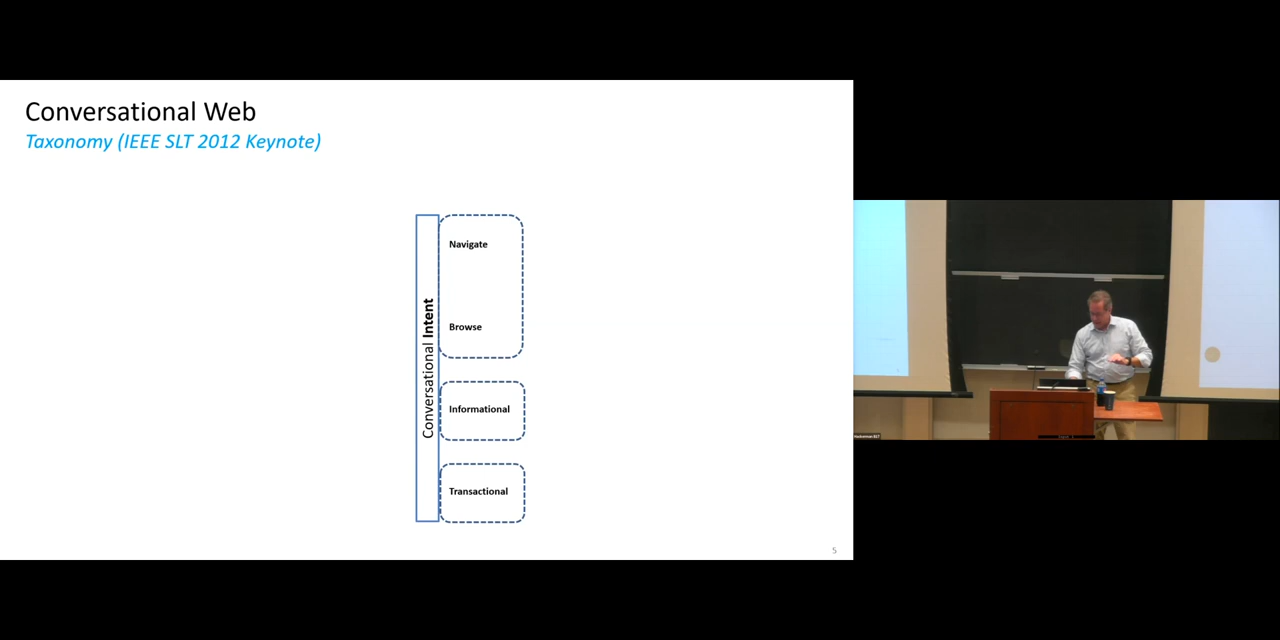 Conversational Web
Taxonomy (IEEE SLT 2012 Keynote)
Conversational Intent
Navigate
Browse
Informational
Transactional
5